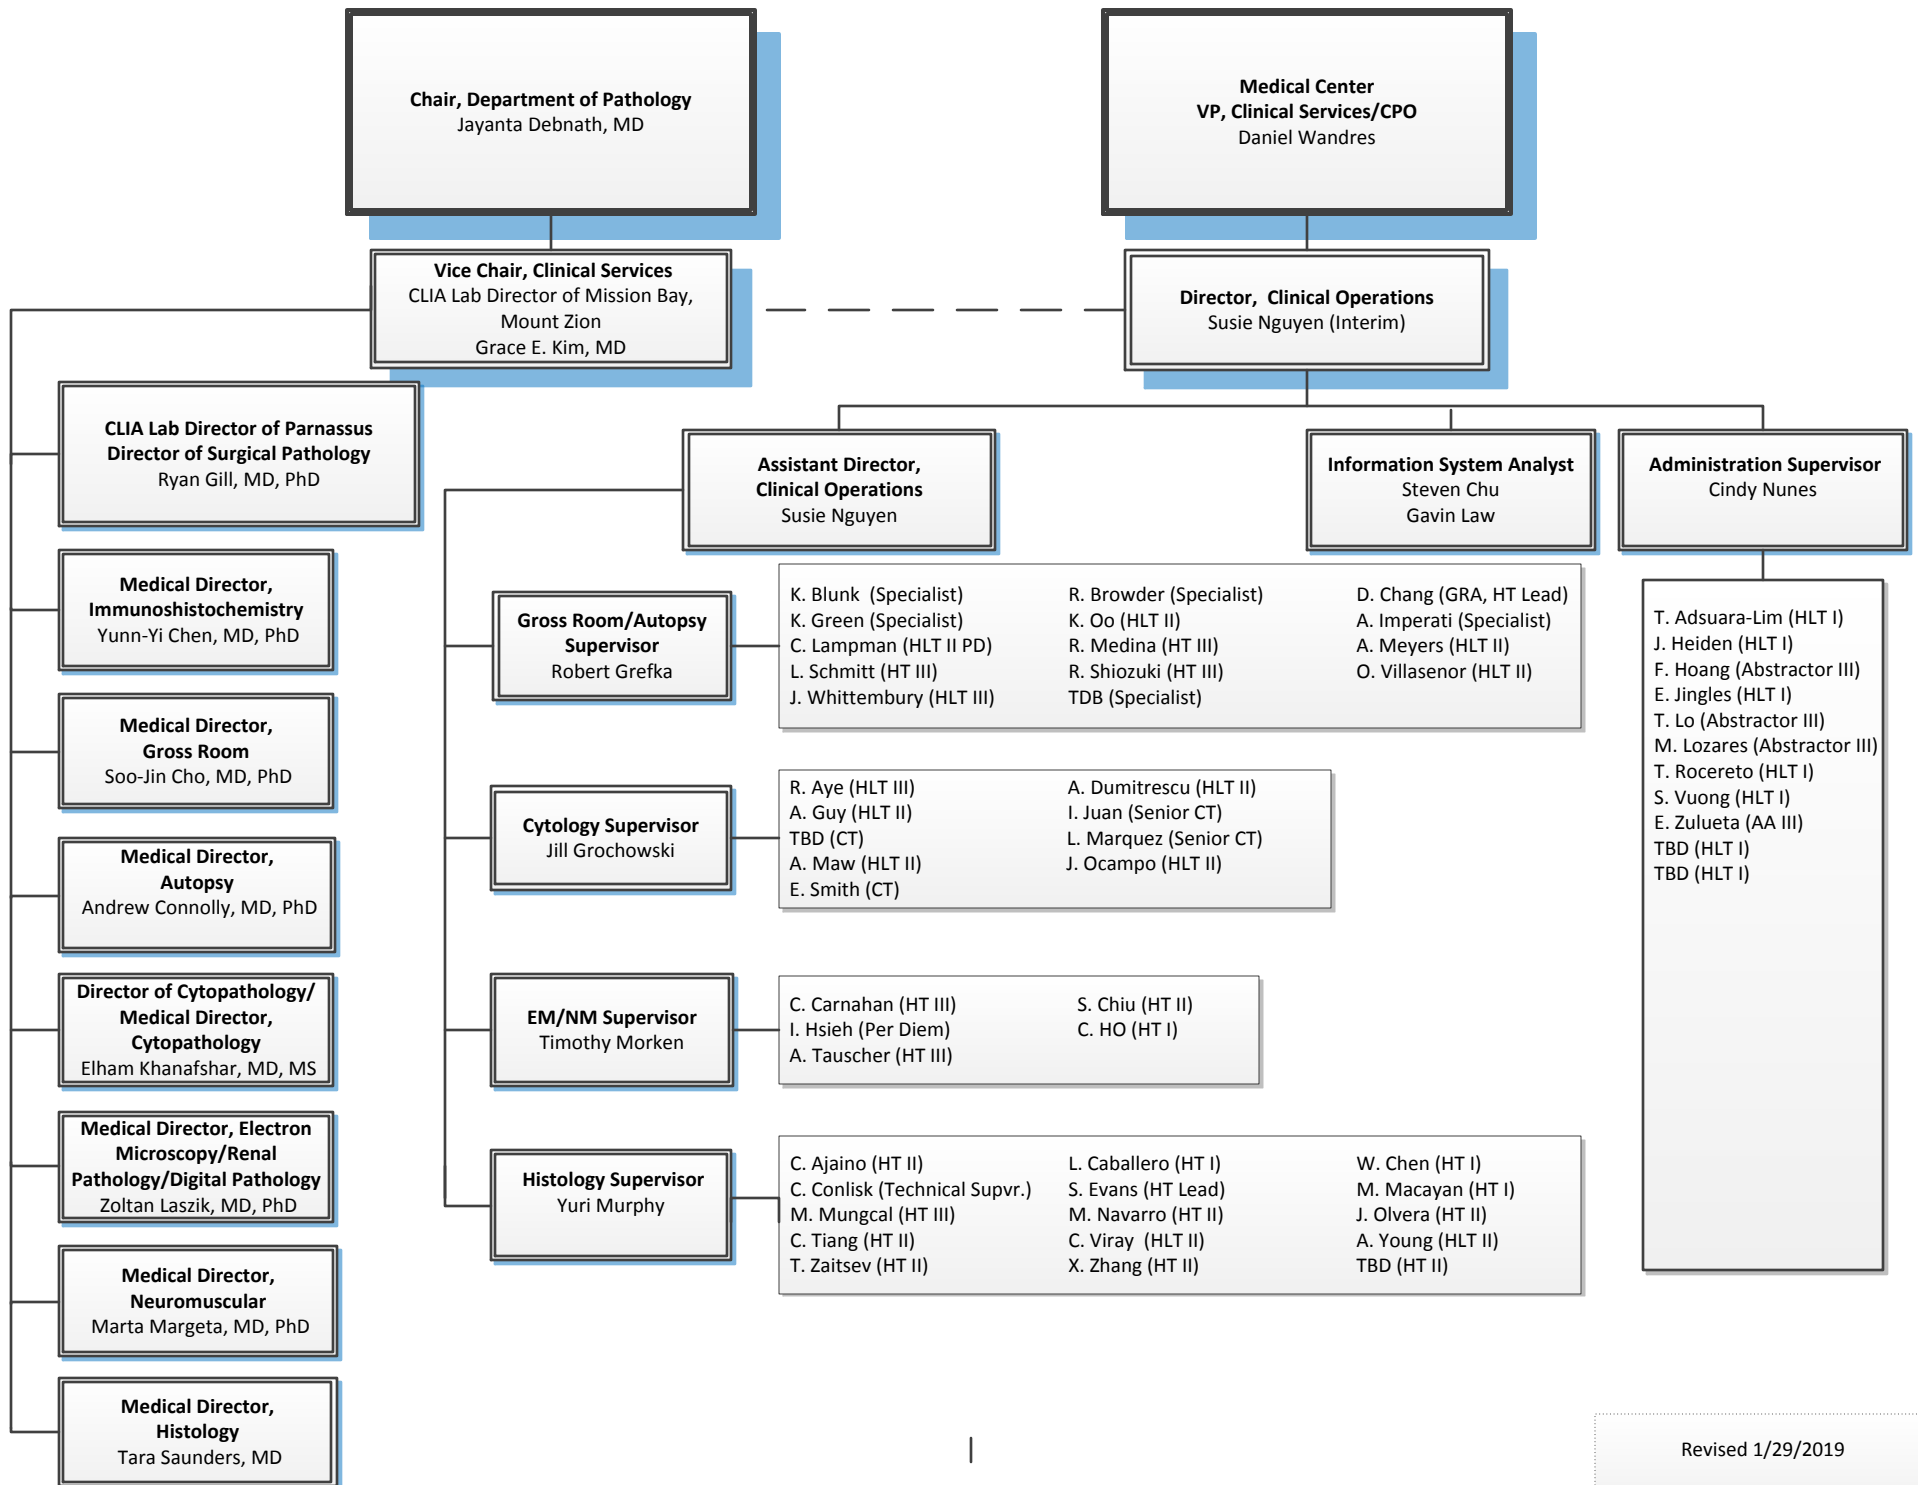 Chair, Department of Pathology
Jayanta Debnath, MD
Medical Center
VP, Clinical Services/CPO
Daniel Wandres
Vice Chair, Clinical Services
CLIA Lab Director of Mission Bay,
Mount Zion
Grace E. Kim, MD
Director,  Clinical Operations
Susie Nguyen (Interim)
CLIA Lab Director of Parnassus
Director of Surgical Pathology
Ryan Gill, MD, PhD
Medical Director,
Immunoshistochemistry
Yunn-Yi Chen, MD, PhD
Medical Director,
Gross Room
Soo-Jin Cho, MD, PhD
Medical Director,
Autopsy
Andrew Connolly, MD, PhD
Director of Cytopathology/
Medical Director,
Cytopathology
Elham Khanafshar, MD, MS
Medical Director, Electron
Microscopy/Renal
Pathology/Digital Pathology
Zoltan Laszik, MD, PhD
Medical Director,
Neuromuscular
Marta Margeta, MD, PhD
Medical Director,
Histology
Tara Saunders, MD
Assistant Director,
Clinical Operations
Susie Nguyen
Information System Analyst
Steven Chu
Gavin Law
Administration Supervisor
Cindy Nunes
Gross Room/Autopsy
Supervisor
Robert Grefka
K. Blunk  (Specialist)
K. Green (Specialist)
C. Lampman (HLT II PD)
L. Schmitt (HT III)
J. Whittembury (HLT III)
R. Browder (Specialist)
K. Oo (HLT II)
R. Medina (HT III)
R. Shiozuki (HT III)
TDB (Specialist)
D. Chang (GRA, HT Lead)
A. Imperati (Specialist)
A. Meyers (HLT II)
O. Villasenor (HLT II)
Cytology Supervisor
Jill Grochowski
R. Aye (HLT III)
A. Guy (HLT II)
TBD (CT)
A. Maw (HLT II)
E. Smith (CT)
A. Dumitrescu (HLT II)
I. Juan (Senior CT)
L. Marquez (Senior CT)
J. Ocampo (HLT II)
EM/NM Supervisor
Timothy Morken
C. Carnahan (HT III)
I. Hsieh (Per Diem)
A. Tauscher (HT III)
S. Chiu (HT II)
C. HO (HT I)
Histology Supervisor
Yuri Murphy
C. Ajaino (HT II)
C. Conlisk (Technical Supvr.)
M. Mungcal (HT III)
C. Tiang (HT II)
T. Zaitsev (HT II)
L. Caballero (HT I)
S. Evans (HT Lead)
M. Navarro (HT II)
C. Viray  (HLT II)
X. Zhang (HT II)
W. Chen (HT I)
M. Macayan (HT I)
J. Olvera (HT II)
A. Young (HLT II)
TBD (HT II)
T. Adsuara-Lim (HLT I)
J. Heiden (HLT I)
F. Hoang (Abstractor III)
E. Jingles (HLT I)
T. Lo (Abstractor III)
M. Lozares (Abstractor III)
T. Rocereto (HLT I)
S. Vuong (HLT I)
E. Zulueta (AA III)
TBD (HLT I)
TBD (HLT I)
Revised 1/29/2019